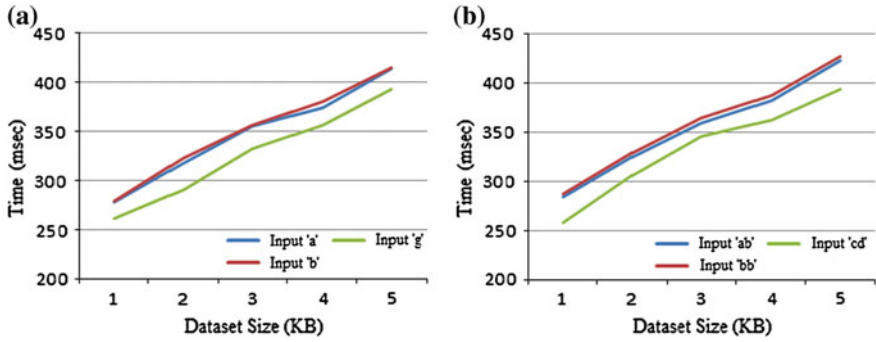 (a)
450
400
350
300
250
200
Time (msec)
Input 'a'
Input 'g'
Input 'b'
1 2 3 4 5
Dataset Size (KB)
(b)
450
400
350
300
250
200
Time (msec)
Input 'ab'
Input 'cd'
Input 'bb'
1 2 3 4 5
Dataset Size (KB)